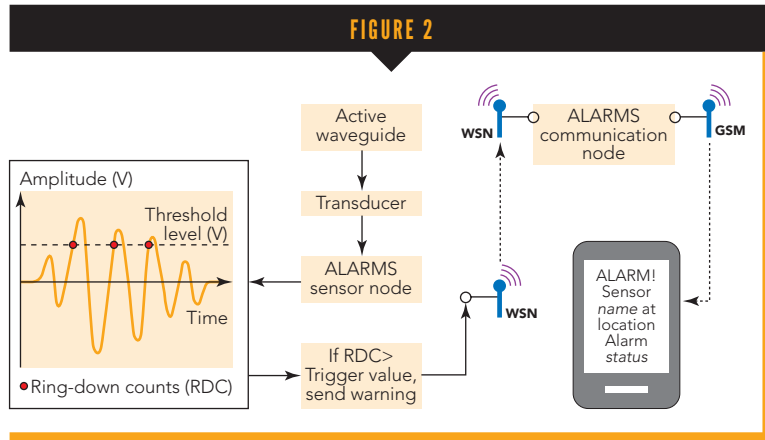 FIGURE 2
Active
waveguide
Transducer
ALARMS
sensor node
Amplitude (V)
Threshold
level (V)
Time
Ring-down counts (RDC)
If RDC>
Trigger value,
send warning
WSN
WSN
ALARMS
communication
node
GSM
ALARM!
Sensor
name at
location
Alarm
status